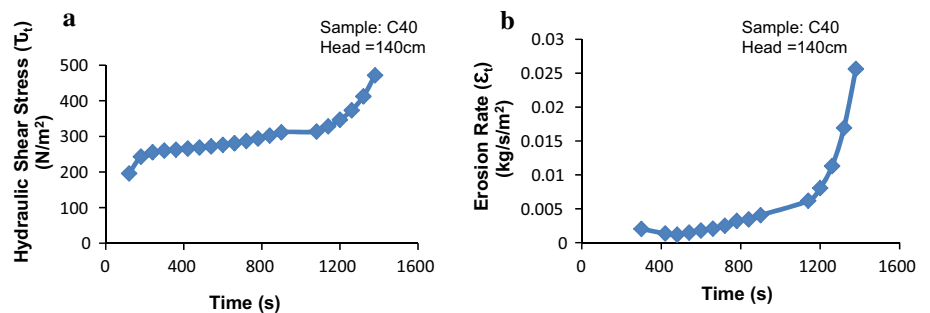 a
Sample: C40
Head =140cm
Hydraulic Shear Stress (τt)
(N/m2)
500
400
300
200
100
0
0 400 800 1200 1600
Time (s)
b
Sample: C40
Head =140cm
Erosion Rate (Ɛt)
(kg/s/m2)
0.03
0.025
0.02
0.015
0.01
0.005
0
0 400 800 1200 1600
Time (s)